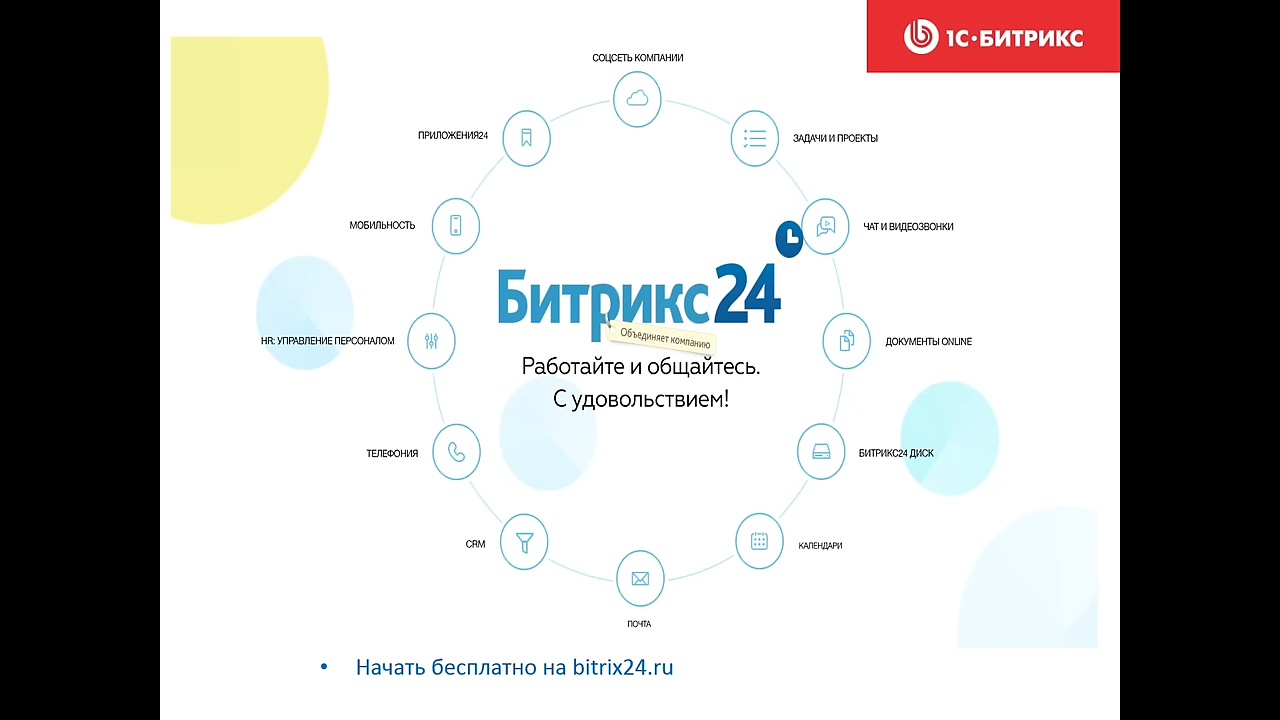 1С•БИТРИКС
СОЦСЕТЬ КОМПАНИИ
ПРИЛОЖЕНИЯ24
ЗАДАЧИ И ПРОЕКТЫ
МОБИЛЬНОСТЬ
ЧАТ И ВИДЕОЗВОНКИ
Битрикс24
Объединяет компанию
HR: УПРАВЛЕНИЕ ПЕРСОНАЛОМ
ДОКУМЕНТЫ ONLINE
Работайте и общайтесь.
С удовольствием!
ТЕЛЕФОНИЯ
БИТРИКС24 ДИСК
CRM
КАЛЕНДАРИ
ПОЧТА
• Начать бесплатно на bitrix24.ru